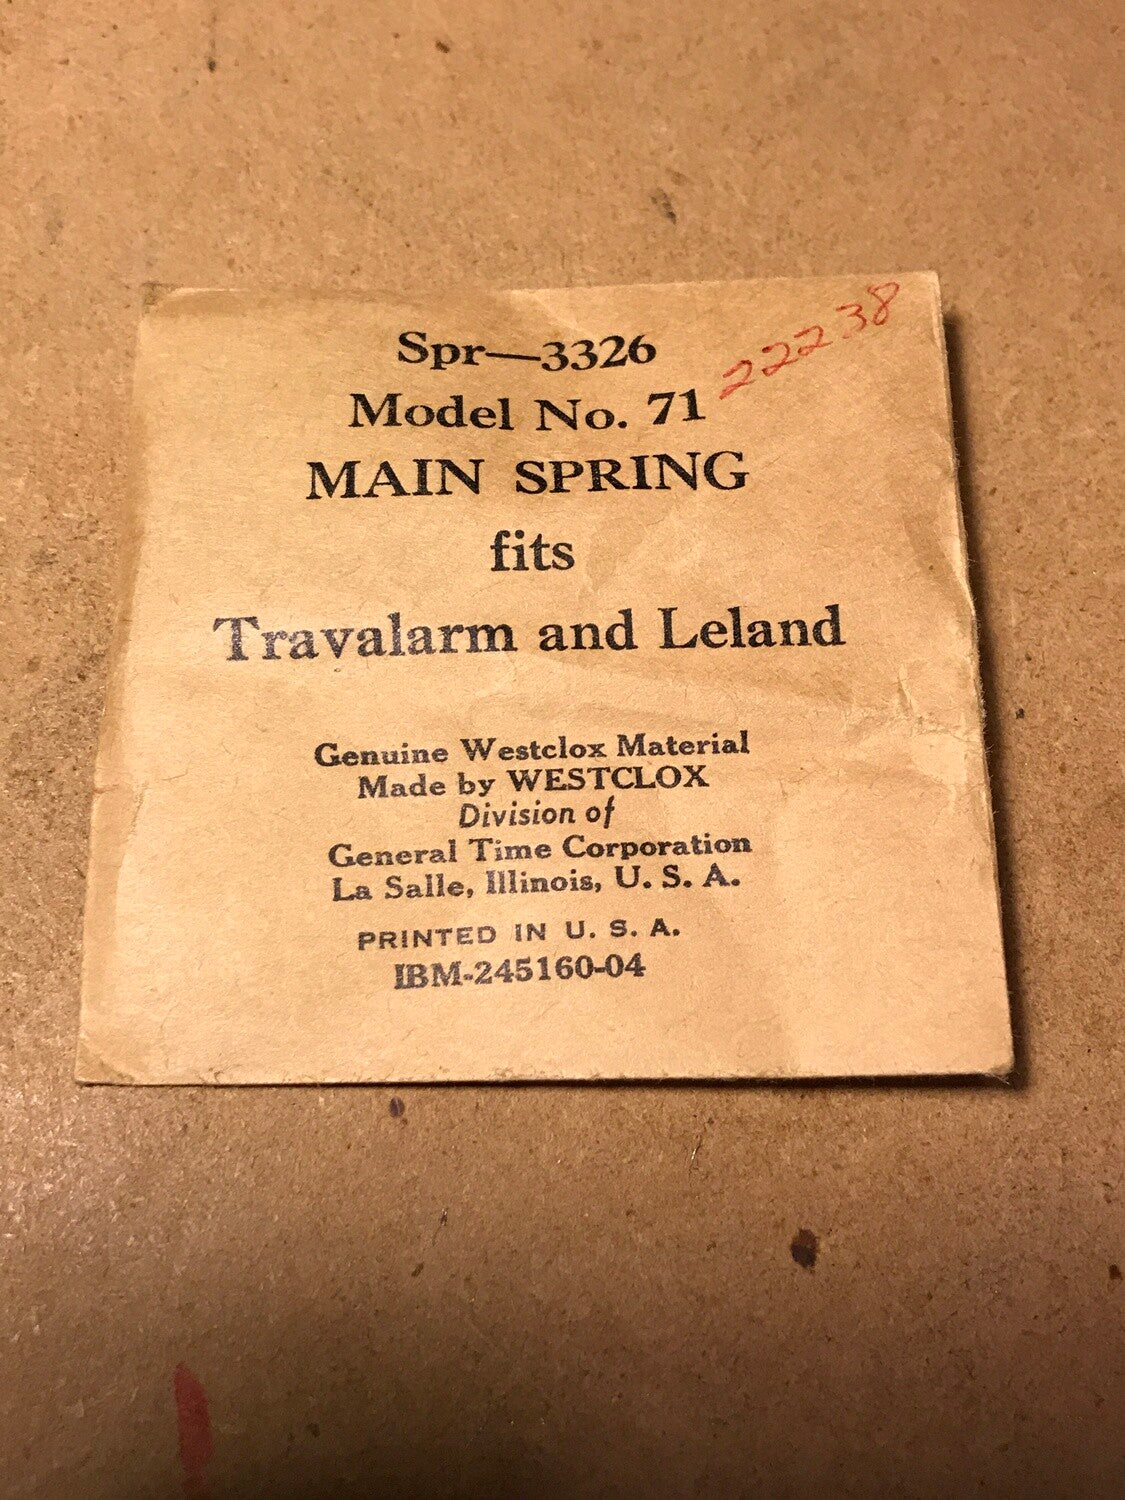 Spr—3326
22238
Model No. 71
MAIN SPRING
fits
Travalarm and Leland
Genuine Westclox Material
Made by WESTCLOX
Division of
General Time Corporation
La Salle, Illinois, U. S. A.
PRINTED IN U. S. A.
IBM-245160-04